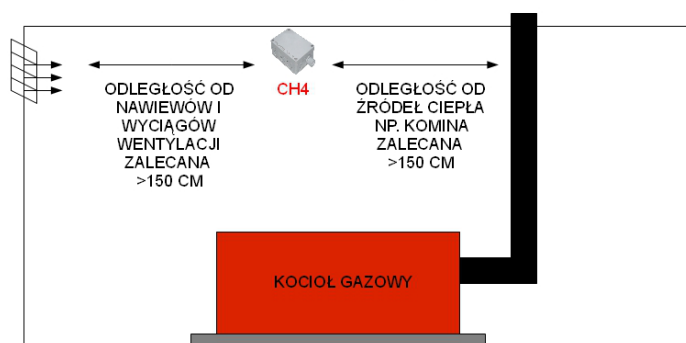 ODLEGŁOŚĆ OD
NAWIEWÓW I
WYCIĄGÓW
WENTYLACJI
ZALECANA
>150 CM
CH4
ODLEGŁOŚĆ OD
ŹRÓDEŁ CIEPŁA
NP. KOMINA
ZALECANA
>150 CM
KOCIOŁ GAZOWY